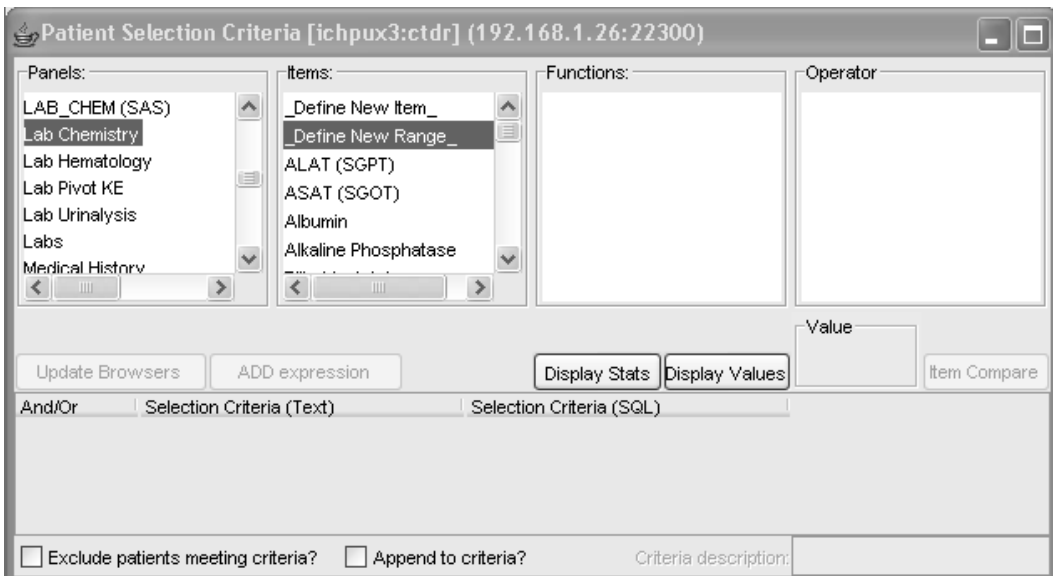 Patient Selection Criteria [ichpux3:ctdr] (192.168.1.26:22300)
Panels:
LAB_CHEM (SAS)
Lab Chemistry
Lab Hematology
Lab Pivot KE
Lab Urinalysis
Labs
Medical History
Items:
_Define New Item_
_Define New Range_
ALAT (SGPT)
ASAT (SGOT)
Albumin
Alkaline Phosphatase
Functions:
Operator
Value
Update Browsers
ADD expression
Display Stats
Display Values
Item Compare
And/Or Selection Criteria (Text) Selection Criteria (SQL)
Exclude patients meeting criteria? Append to criteria? Criteria description: